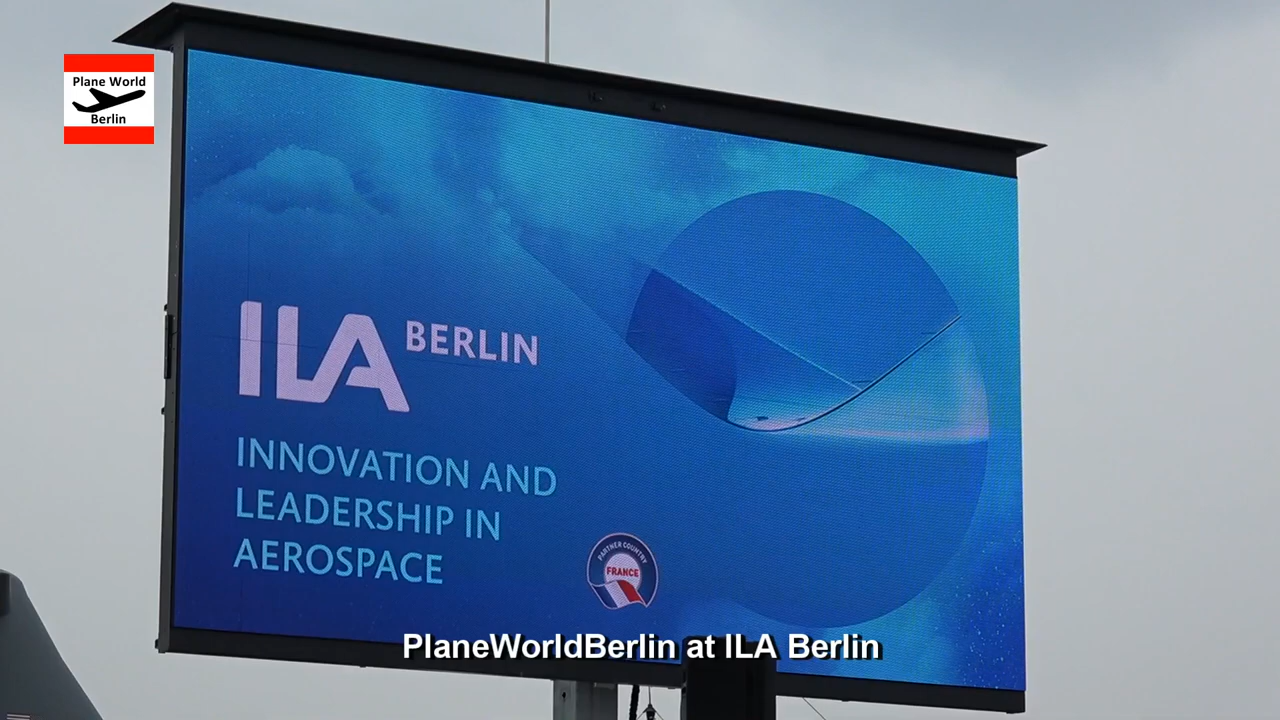 Plane World
Berlin
ILA BERLIN
INNOVATION AND
LEADERSHIP IN
AEROSPACE
PARTNER COUNTRY
FRANCE
PlaneWorldBerlin at ILA Berlin